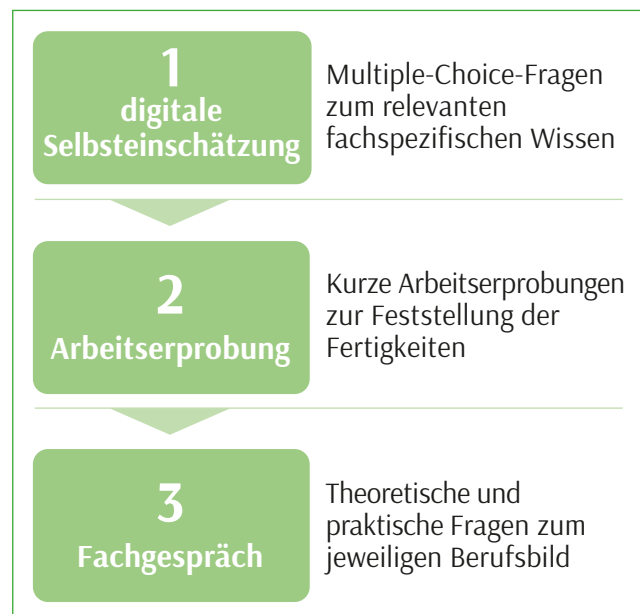 1
digitale
Selbsteinschätzung
Multiple-Choice-Fragen
zum relevanten
fachspezifischen Wissen
2
Arbeitserprobung
Kurze Arbeitserprobungen
zur Feststellung der
Fertigkeiten
3
Fachgespräch
Theoretische und
praktische Fragen zum
jeweiligen Berufsbild